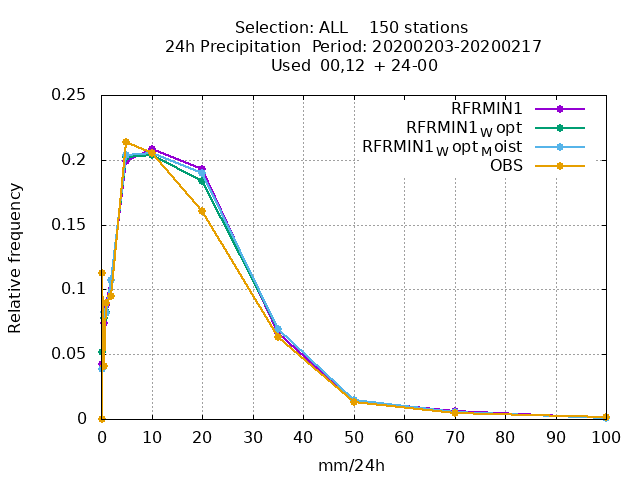 Selection: ALL 150 stations
24h Precipitation Period: 20200203-20200217
Used 00,12 + 24-00
RFRMIN1
RFRMIN1_W opt
RFRMIN1_W opt_M oist
OBS
Relative frequency
0.25
0.2
0.15
0.1
0.05
0
0 10 20 30 40 50 60 70 80 90 100
mm/24h